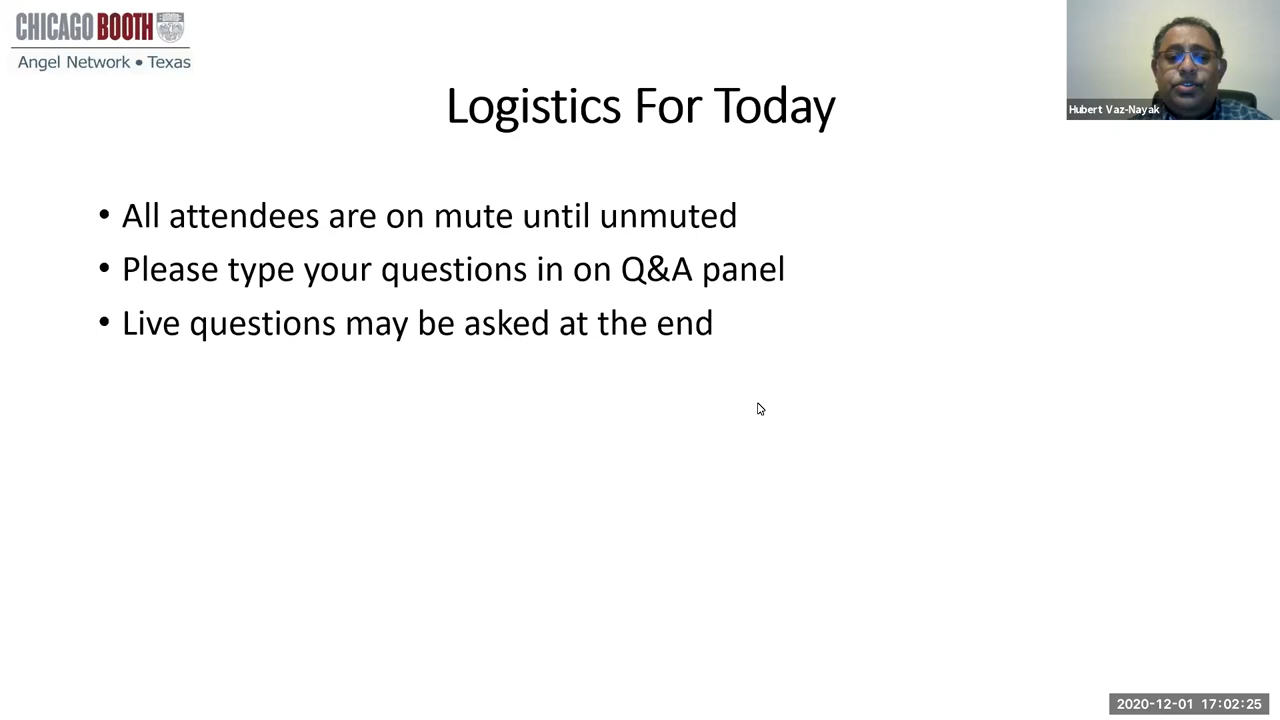 CHICAGO BOOTH
Angel Network • Texas
Hubert Vaz-Nayak
Logistics For Today
• All attendees are on mute until unmuted
• Please type your questions in on Q&A panel
• Live questions may be asked at the end
2020-12-01 17:02:25